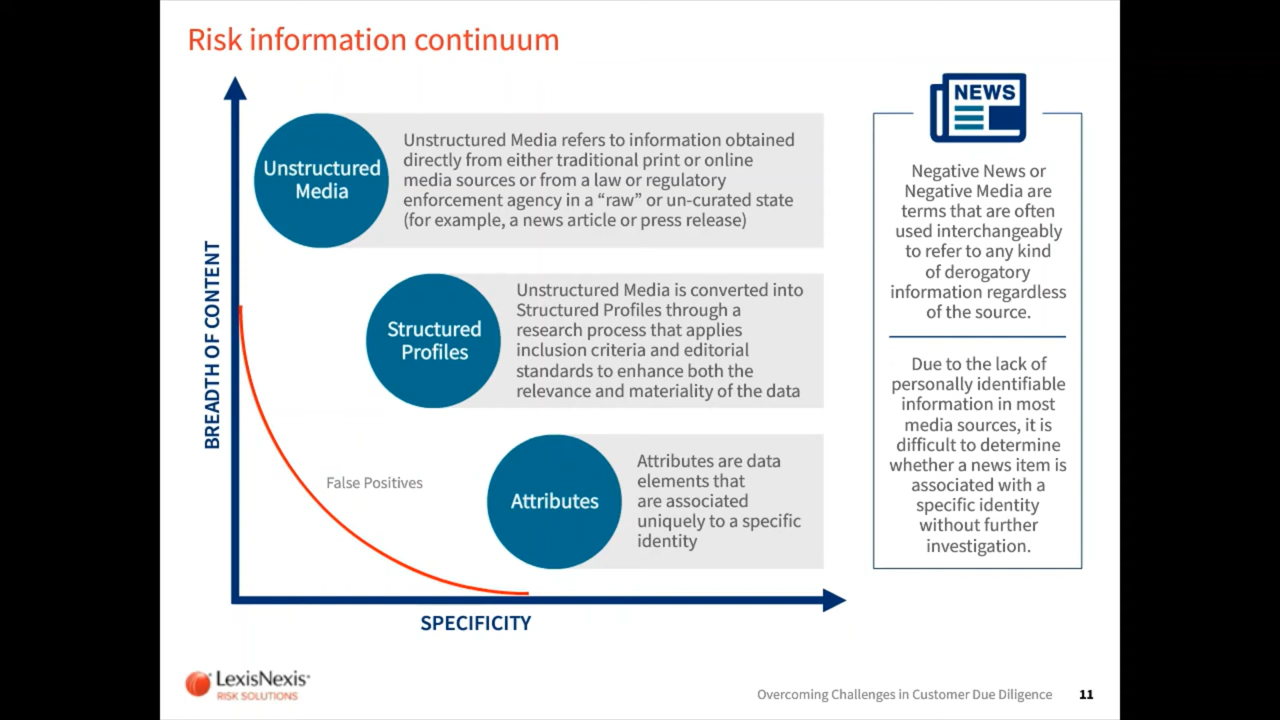 Risk information continuum
BREADTH OF CONTENT
Unstructured
Media
Unstructured Media refers to information obtained
directly from either traditional print or online
media sources or from a law or regulatory
enforcement agency in a “raw” or un-curated state
(for example, a news article or press release)
Structured
Profiles
Unstructured Media is converted into
Structured Profiles through a
research process that applies
inclusion criteria and editorial
standards to enhance both the
relevance and materiality of the data
False Positives
Attributes
Attributes are data
elements that
are associated
uniquely to a specific
identity
SPECIFICITY
NEWS
Negative News or
Negative Media are
terms that are often
used interchangeably
to refer to any kind
of derogatory
information regardless
of the source.
Due to the lack of
personally identifiable
information in most
media sources, it is
difficult to determine
whether a news item is
associated with a
specific identity
without further
investigation.
LexisNexis
RISK SOLUTIONS
Overcoming Challenges in Customer Due Diligence 11